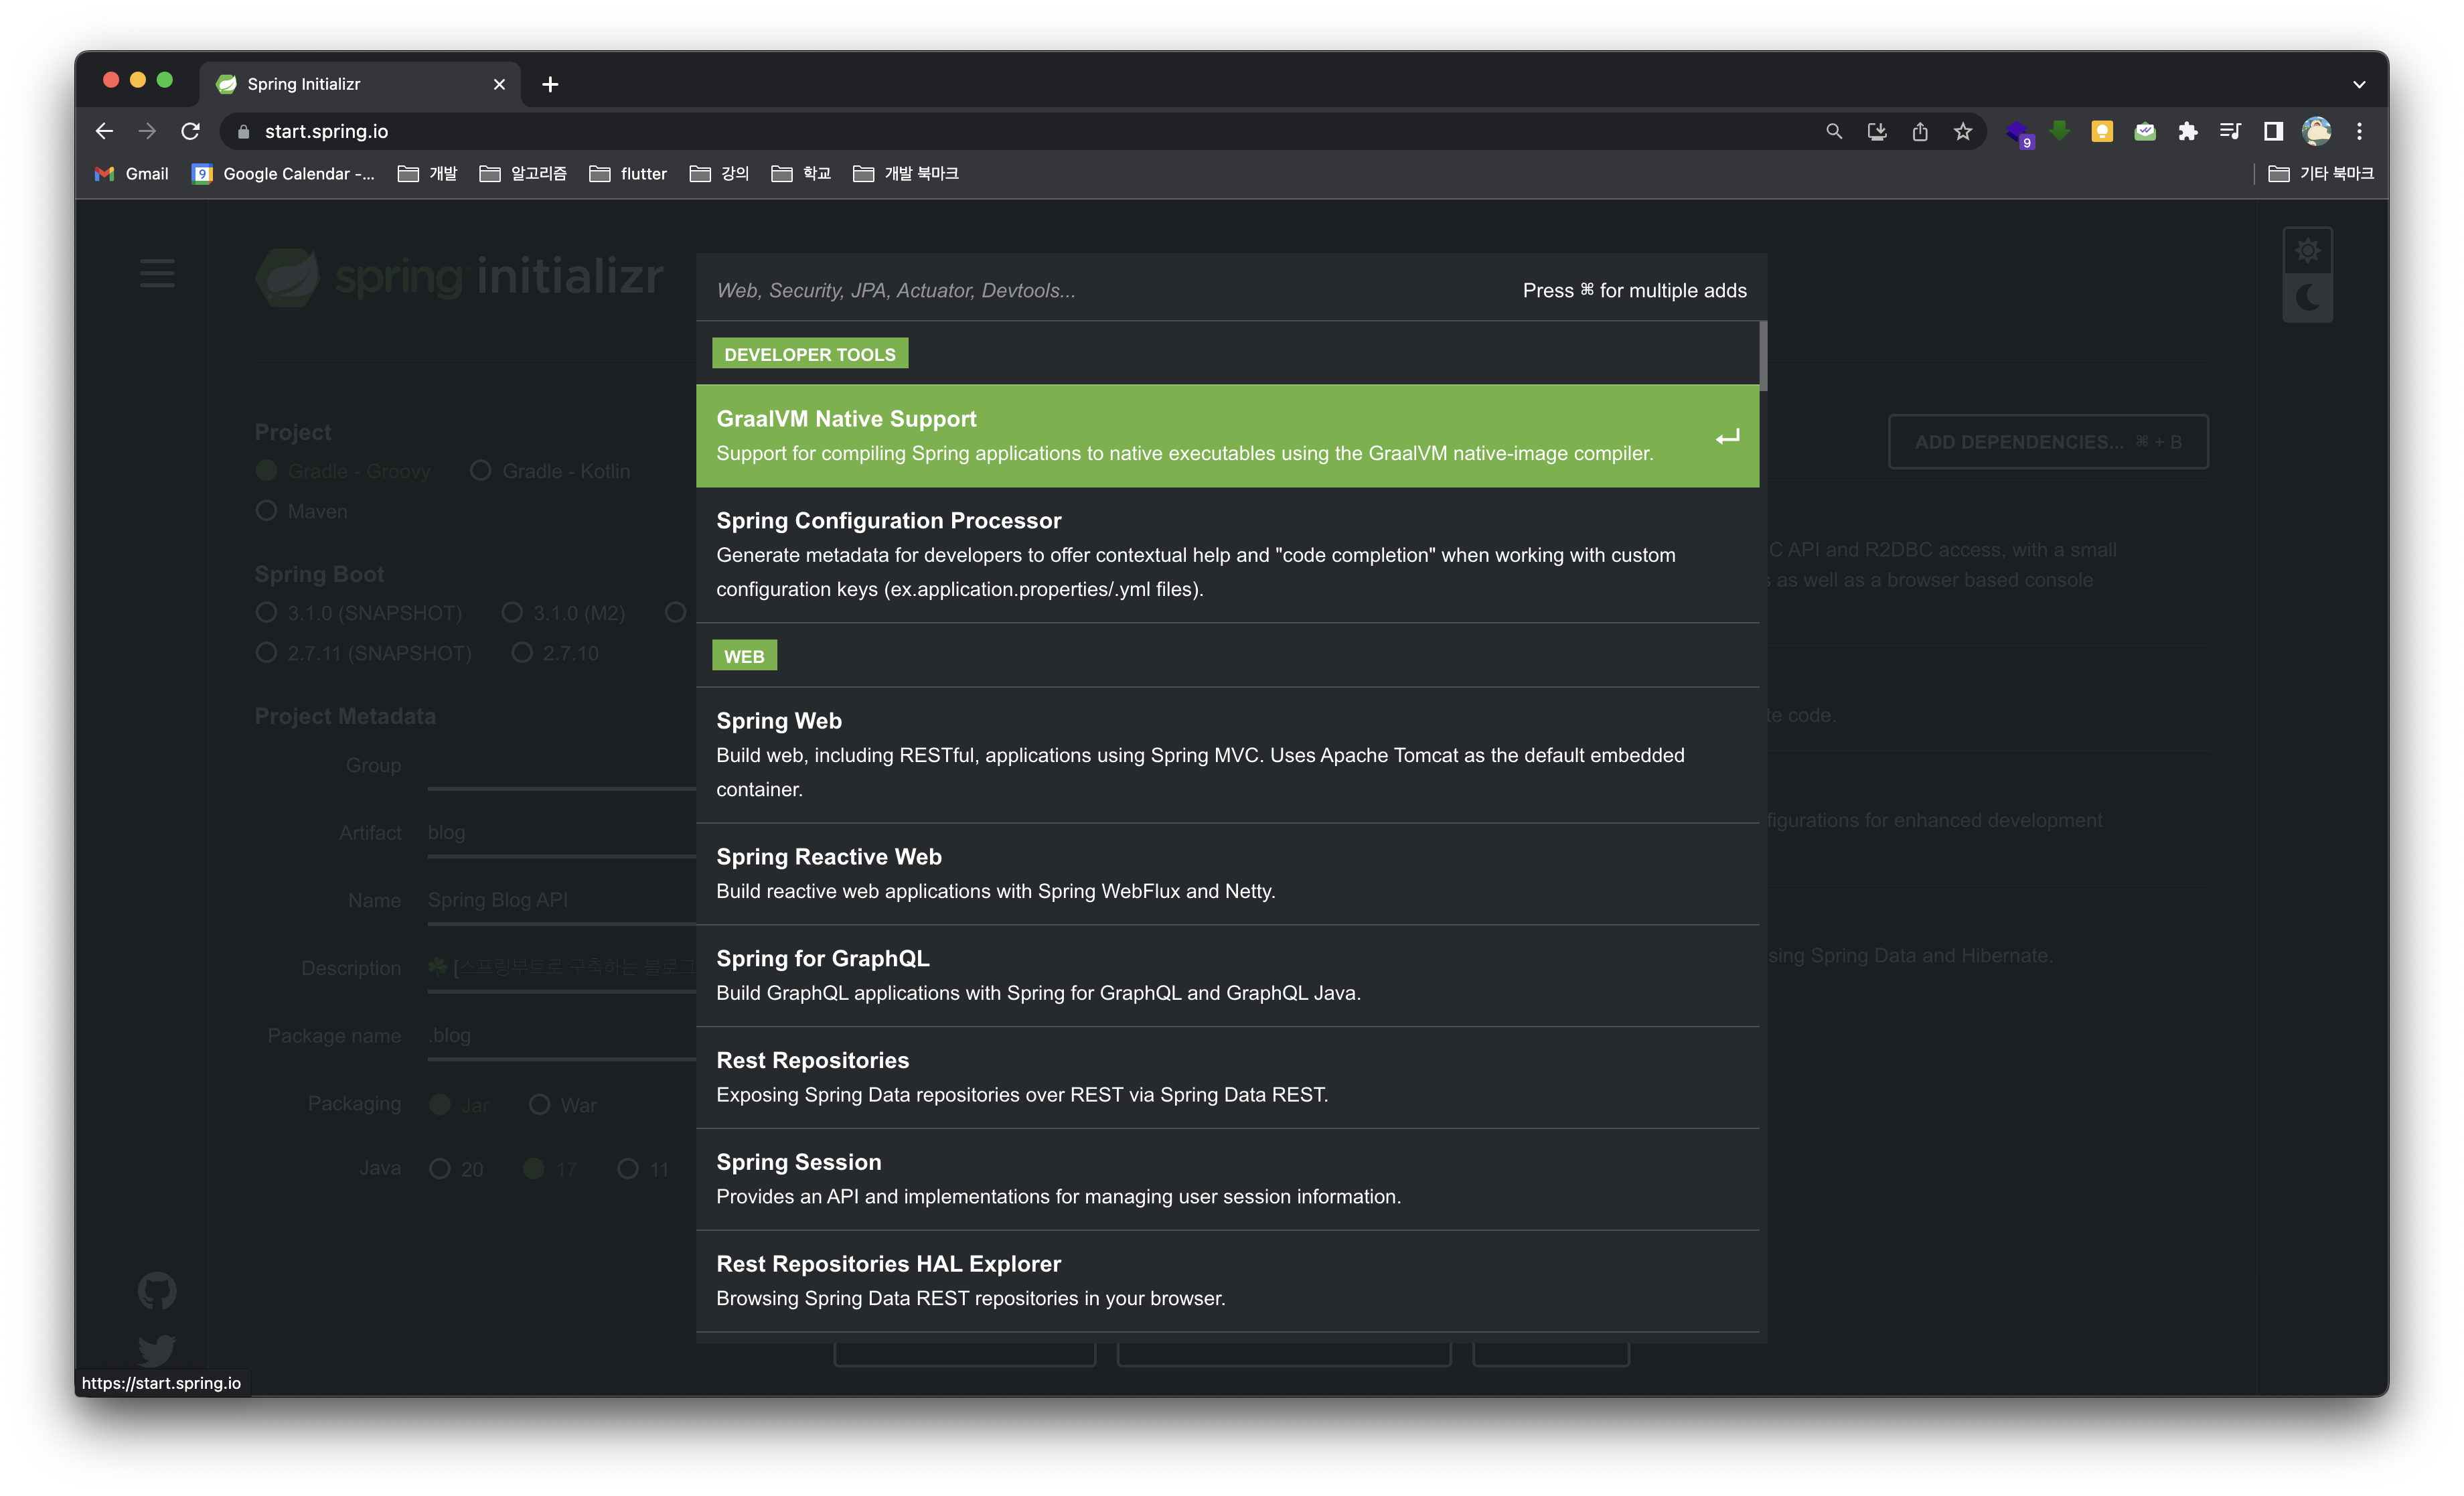 Spring Initializr
start.spring.io
9
Gmail
9
Google Calendar -...
개발
알고리즘
flutter
강의
학교
개발 북마크
기타 북마크
spring initializr
Web, Security, JPA, Actuator, Devtools...
Press ⌘ for multiple adds
DEVELOPER TOOLS
GraalVM Native Support
Support for compiling Spring applications to native executables using the GraalVM native-image compiler.
Spring Configuration Processor
Generate metadata for developers to offer contextual help and "code completion" when working with custom
configuration keys (ex.application.properties/.yml files).
WEB
Spring Web
Build web, including RESTful, applications using Spring MVC. Uses Apache Tomcat as the default embedded
container.
Spring Reactive Web
Build reactive web applications with Spring WebFlux and Netty.
Spring for GraphQL
Build GraphQL applications with Spring for GraphQL and GraphQL Java.
Rest Repositories
Exposing Spring Data repositories over REST via Spring Data REST.
Spring Session
Provides an API and implementations for managing user session information.
Rest Repositories HAL Explorer
Browsing Spring Data REST repositories in your browser.
Project
Gradle - Groovy
Gradle - Kotlin
Maven
Spring Boot
3.1.0 (SNAPSHOT)
3.1.0 (M2)
2.7.11 (SNAPSHOT)
2.7.10
Project Metadata
Group
Artifact
blog
Name
Spring Blog API
Description
☘️ [스프링부트로 구축하는 블로그
Package name
.blog
Packaging
Jar
War
Java
20
17
11
ADD DEPENDENCIES... ⌘ + B
C API and R2DBC access, with a small
as well as a browser based console
te code.
figurations for enhanced development
sing Spring Data and Hibernate.
https://start.spring.io